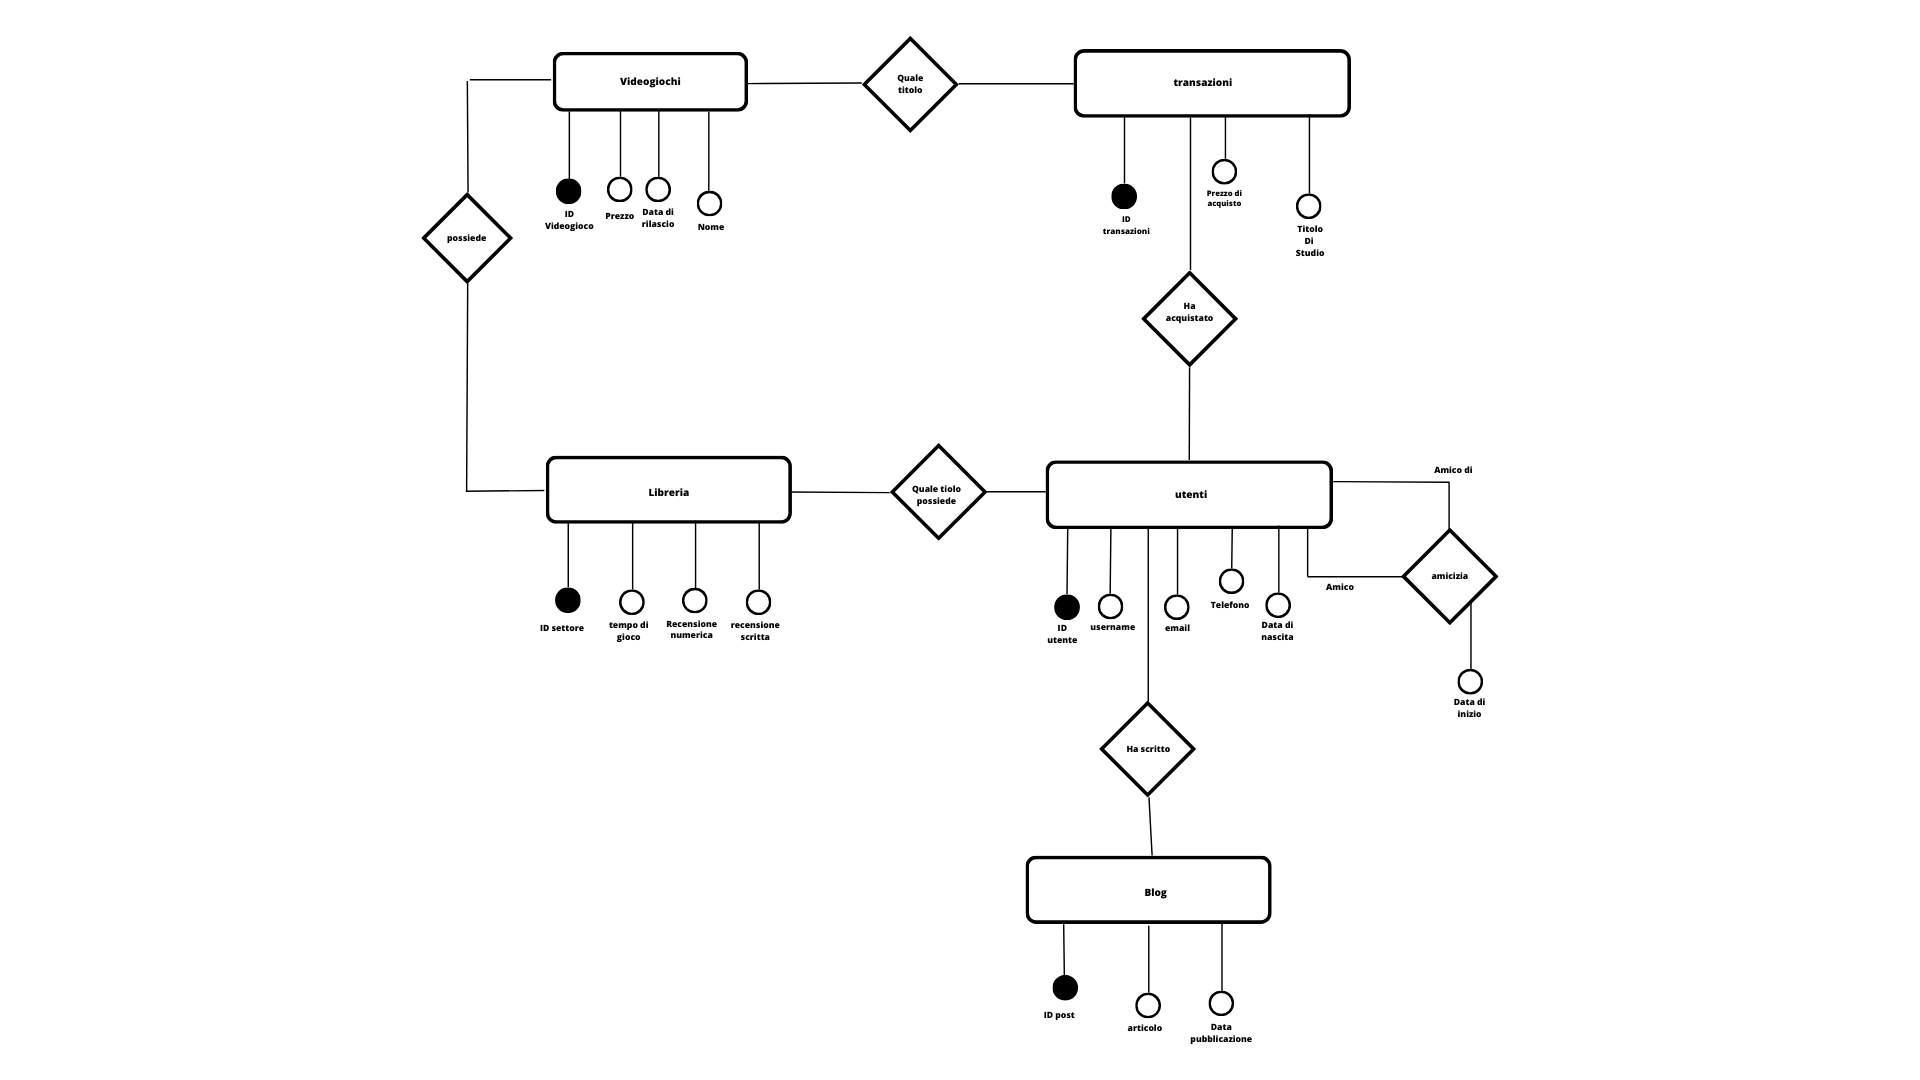 Videogiochi
Quale
titolo
transazioni
ID
Videogioco
Prezzo
Data di
rilascio
Nome
ID
transazioni
Prezzo di
acquisto
Titolo
Di
Studio
possiede
Ha
acquistato
Libreria
Quale tiolo
possiede
utenti
Amico di
amicizia
Amico
ID settore
tempo di
gioco
Recensione
numerica
recensione
scritta
ID
utente
username
email
Telefono
Data di
nascita
Data di
inizio
Ha scritto
Blog
ID post
articolo
Data
pubblicazione